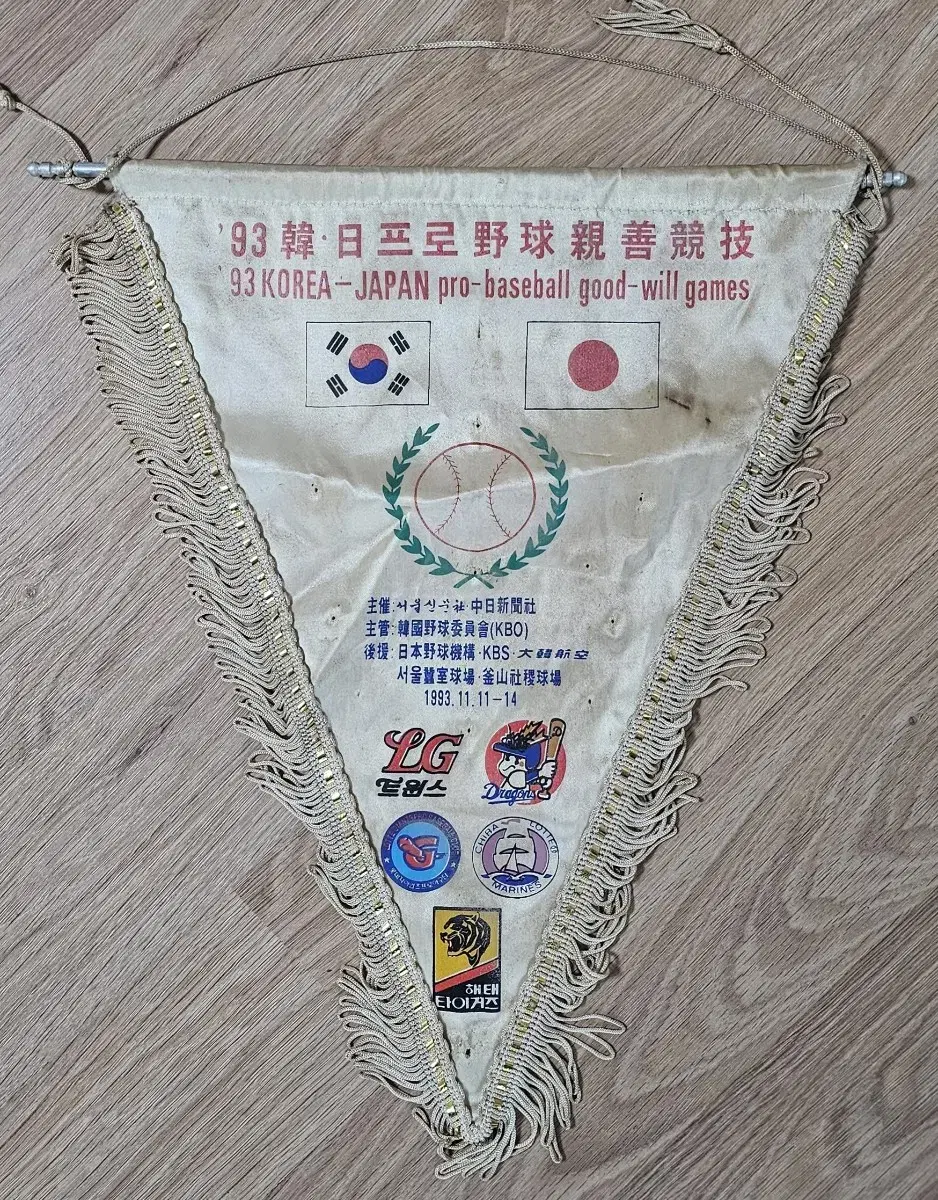 '93 韓·日 프로 野球 親善競技
'93 KOREA-JAPAN pro-baseball good-will games
主催:서울신문社·中日新聞社
主管:韓國野球委員會(KBO)
後援:日本野球機構·KBS·大韓航空
서울蠶室球場·釜山社稷球場
1993.11.11-14
LG
트윈스
Dragons
CHIBA LOTTE
MARINES
해태
타이거즈